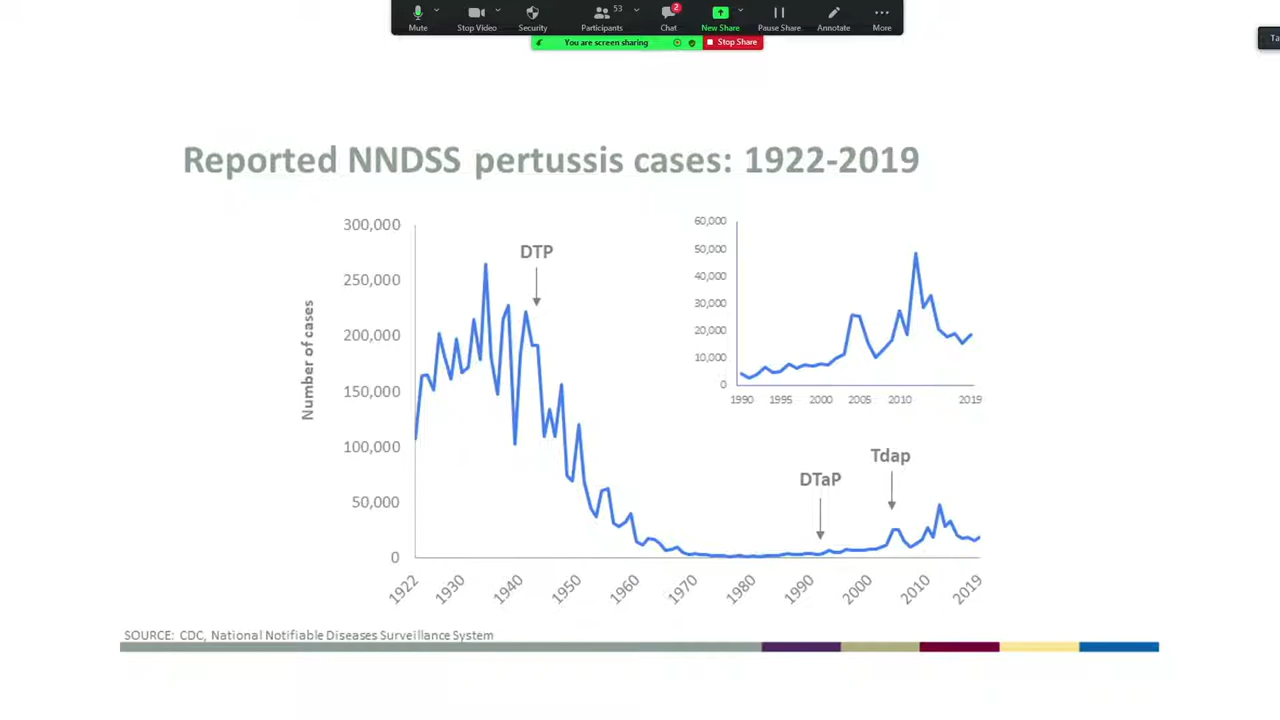 53
2
Mute
Stop Video
Security
Participants
Chat
New Share
Pause Share
Annotate
More
You are screen sharing
Stop Share
Reported NNDSS pertussis cases: 1922-2019
Number of cases
300,000
250,000
200,000
150,000
100,000
50,000
0
DTP
60,000
50,000
40,000
30,000
20,000
10,000
0
1990
1995
2000
2005
2010
2019
DTaP
Tdap
1922
1930
1940
1950
1960
1970
1980
1990
2000
2010
2019
SOURCE: CDC, National Notifiable Diseases Surveillance System